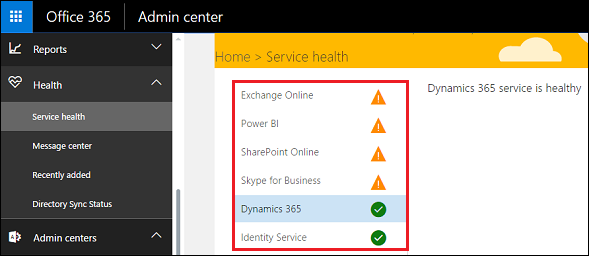 Office 365 Admin center
Reports
Health
Service health
Message center
Recently added
Directory Sync Status
Admin centers
Home > Service health
Exchange Online
Power BI
SharePoint Online
Skype for Business
Dynamics 365
Identity Service
Dynamics 365 service is healthy